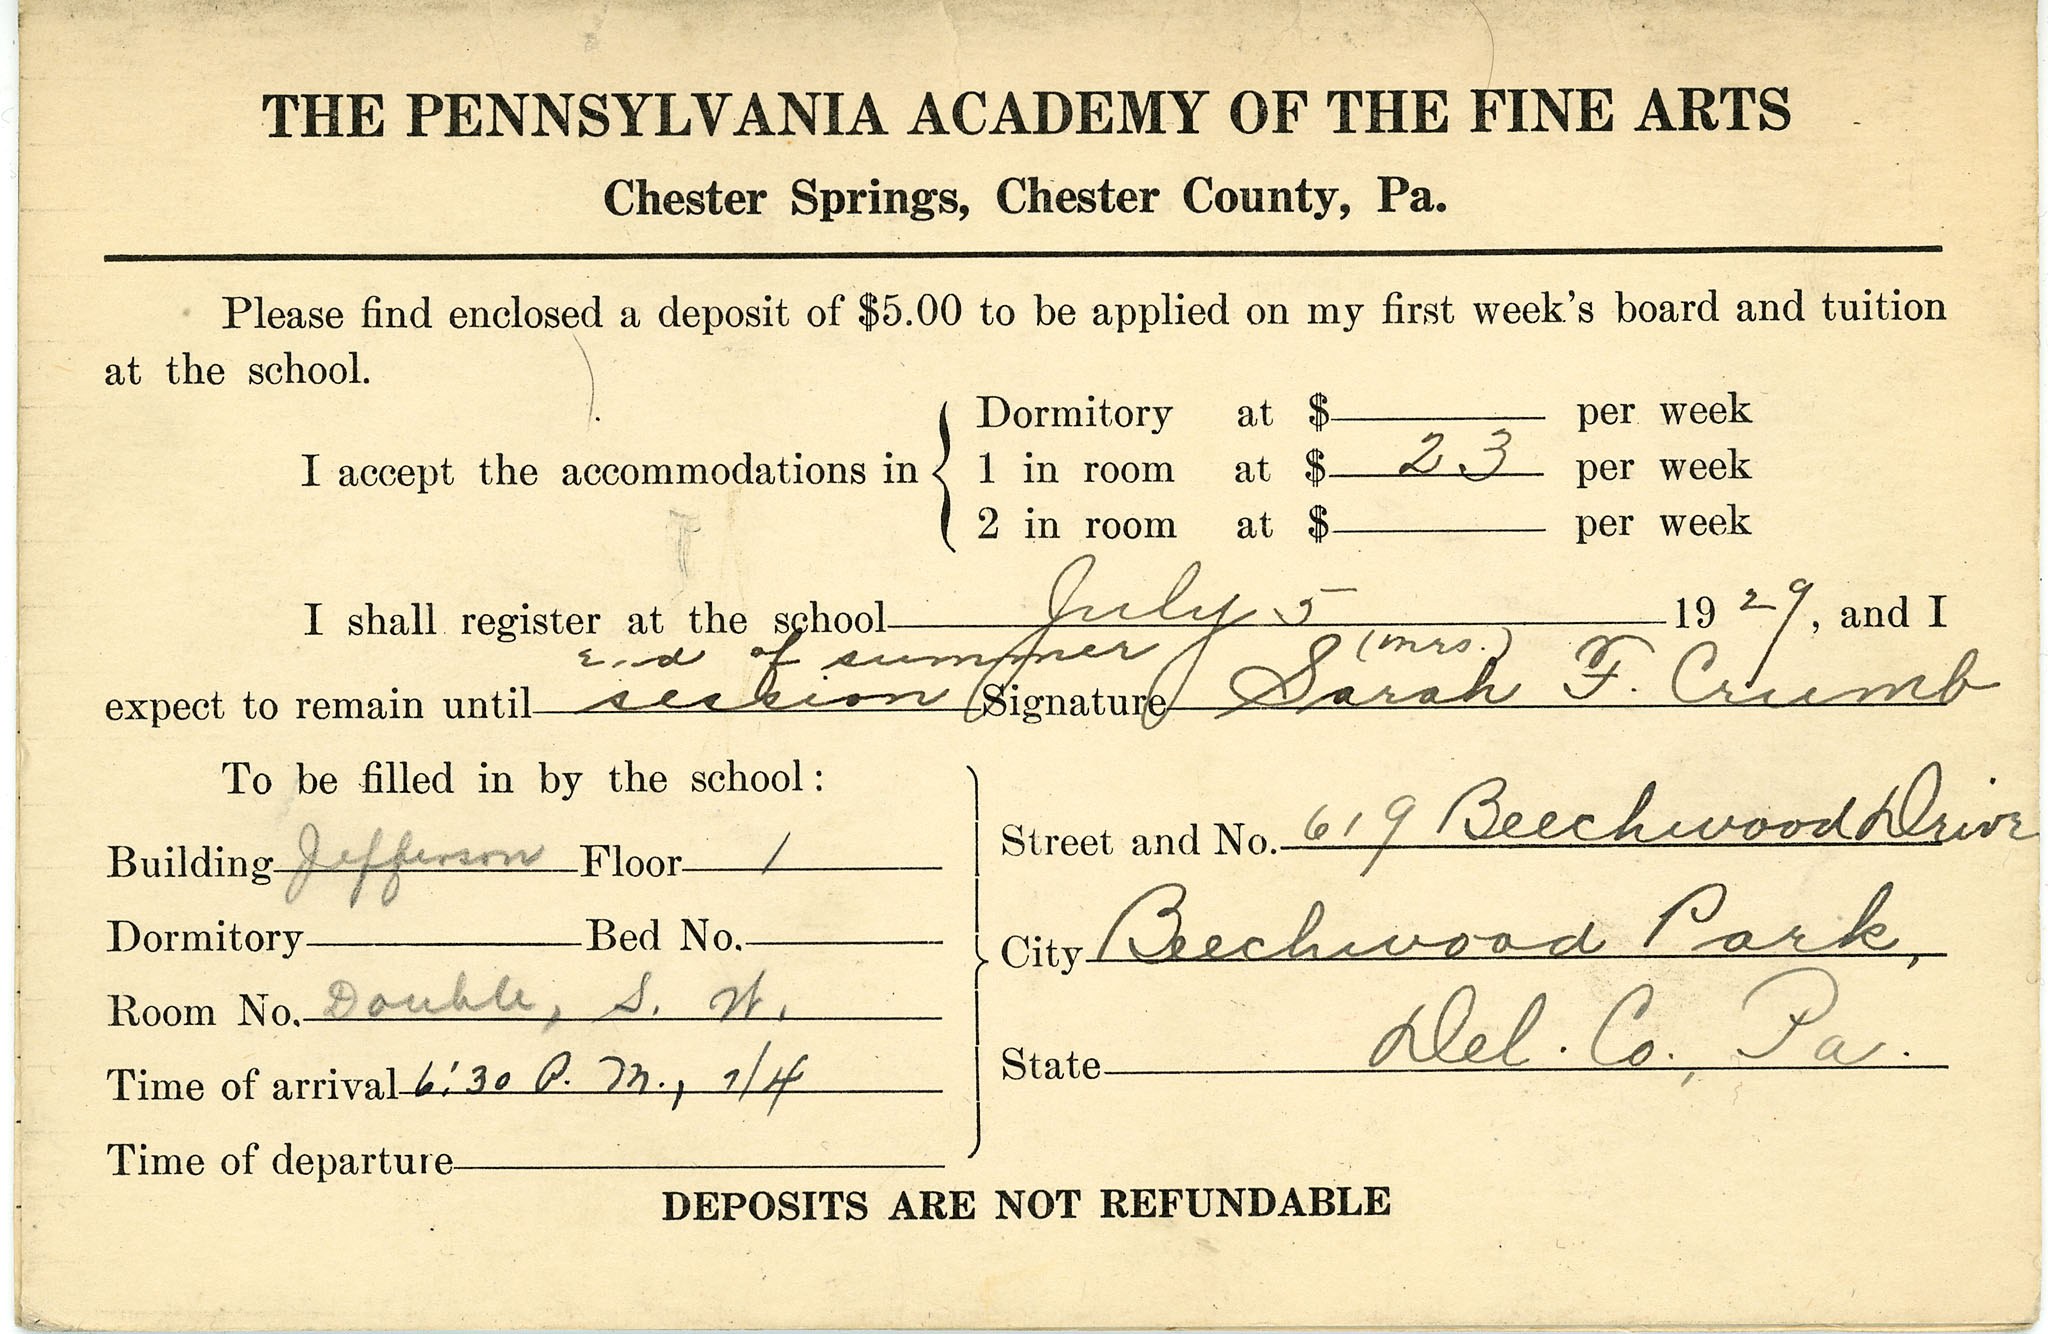 THE PENNSYLVANIA ACADEMY OF THE FINE ARTS
Chester Springs, Chester County, Pa.
Please find enclosed a deposit of $5.00 to be applied on my first week's board and tuition
at the school.
I accept the accommodations in
Dormitory at $ per week
1 in room at $ 23 per week
2 in room at $ per week
I shall register at the school July 5 1929, and I
end of summer (Mrs.)
expect to remain until session Signature Sarah F. Crumb
To be filled in by the school:
Building Jefferson Floor 1
Dormitory Bed No.
Room No. Double, S. W.
Time of arrival 6:30 P. M., 7/4
Time of departure
Street and No. 619 Beechwood Drive
City Beechwood Park,
State Del. Co., Pa.
DEPOSITS ARE NOT REFUNDABLE